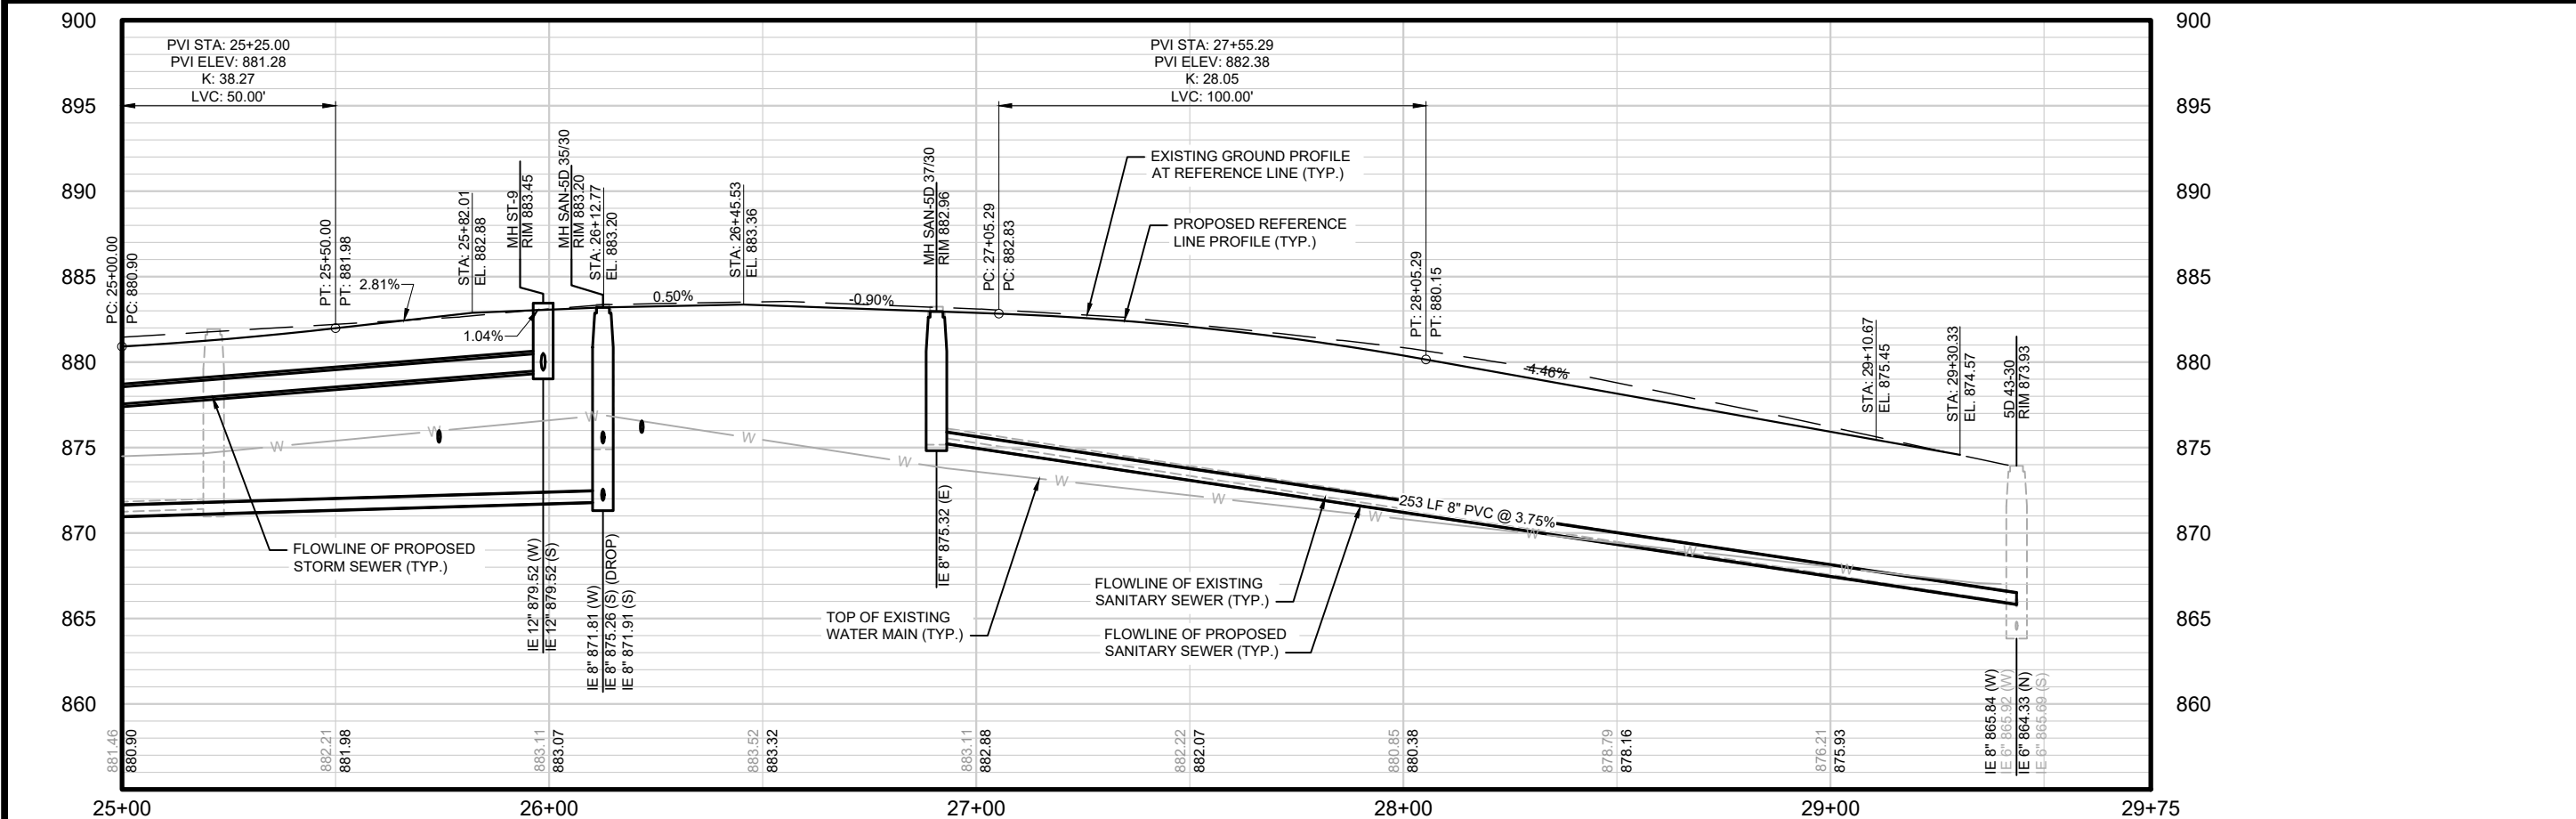 900
900
895
895
890
890
885
885
880
880
875
875
870
870
865
865
860
860
PVI STA: 25+25.00
PVI ELEV: 881.28
K: 38.27
LVC: 50.00'
PVI STA: 27+55.29
PVI ELEV: 882.38
K: 28.05
LVC: 100.00'
PC: 25+00.00
PC: 880.90
PT: 25+50.00
PT: 881.98
2.81%
STA: 25+82.01
EL. 882.88
MH ST-9
RIM 883.45
1.04%
MH SAN-5D 35/30
RIM 883.20
STA: 26+12.77
EL. 883.20
0.50%
STA: 26+45.53
EL. 883.36
-0.90%
MH SAN-5D 37/30
RIM 882.96
PC: 27+05.29
PC: 882.83
EXISTING GROUND PROFILE
AT REFERENCE LINE (TYP.)
PROPOSED REFERENCE
LINE PROFILE (TYP.)
PT: 28+05.29
PT: 880.15
-4.46%
STA: 29+10.67
EL. 875.45
STA: 29+30.33
EL. 874.57
5D 43-30
RIM 873.93
W
W
W
W
W
W
W
W
W
W
W
253 LF 8" PVC @ 3.75%
FLOWLINE OF PROPOSED
STORM SEWER (TYP.)
IE 12" 879.52 (W)
IE 12" 879.52 (S)
IE 8" 871.81 (W)
IE 8" 875.26 (S) (DROP)
IE 8" 871.91 (S)
IE 8" 875.32 (E)
TOP OF EXISTING
WATER MAIN (TYP.)
FLOWLINE OF EXISTING
SANITARY SEWER (TYP.)
FLOWLINE OF PROPOSED
SANITARY SEWER (TYP.)
IE 8" 865.84 (W)
IE 6" 865.92 (W)
IE 6" 864.33 (N)
IE 6" 865.69 (S)
881.46
880.90
882.21
881.98
883.11
883.07
883.52
883.32
883.11
882.88
882.22
882.07
880.85
880.38
878.79
878.16
876.21
875.93
25+00
26+00
27+00
28+00
29+00
29+75